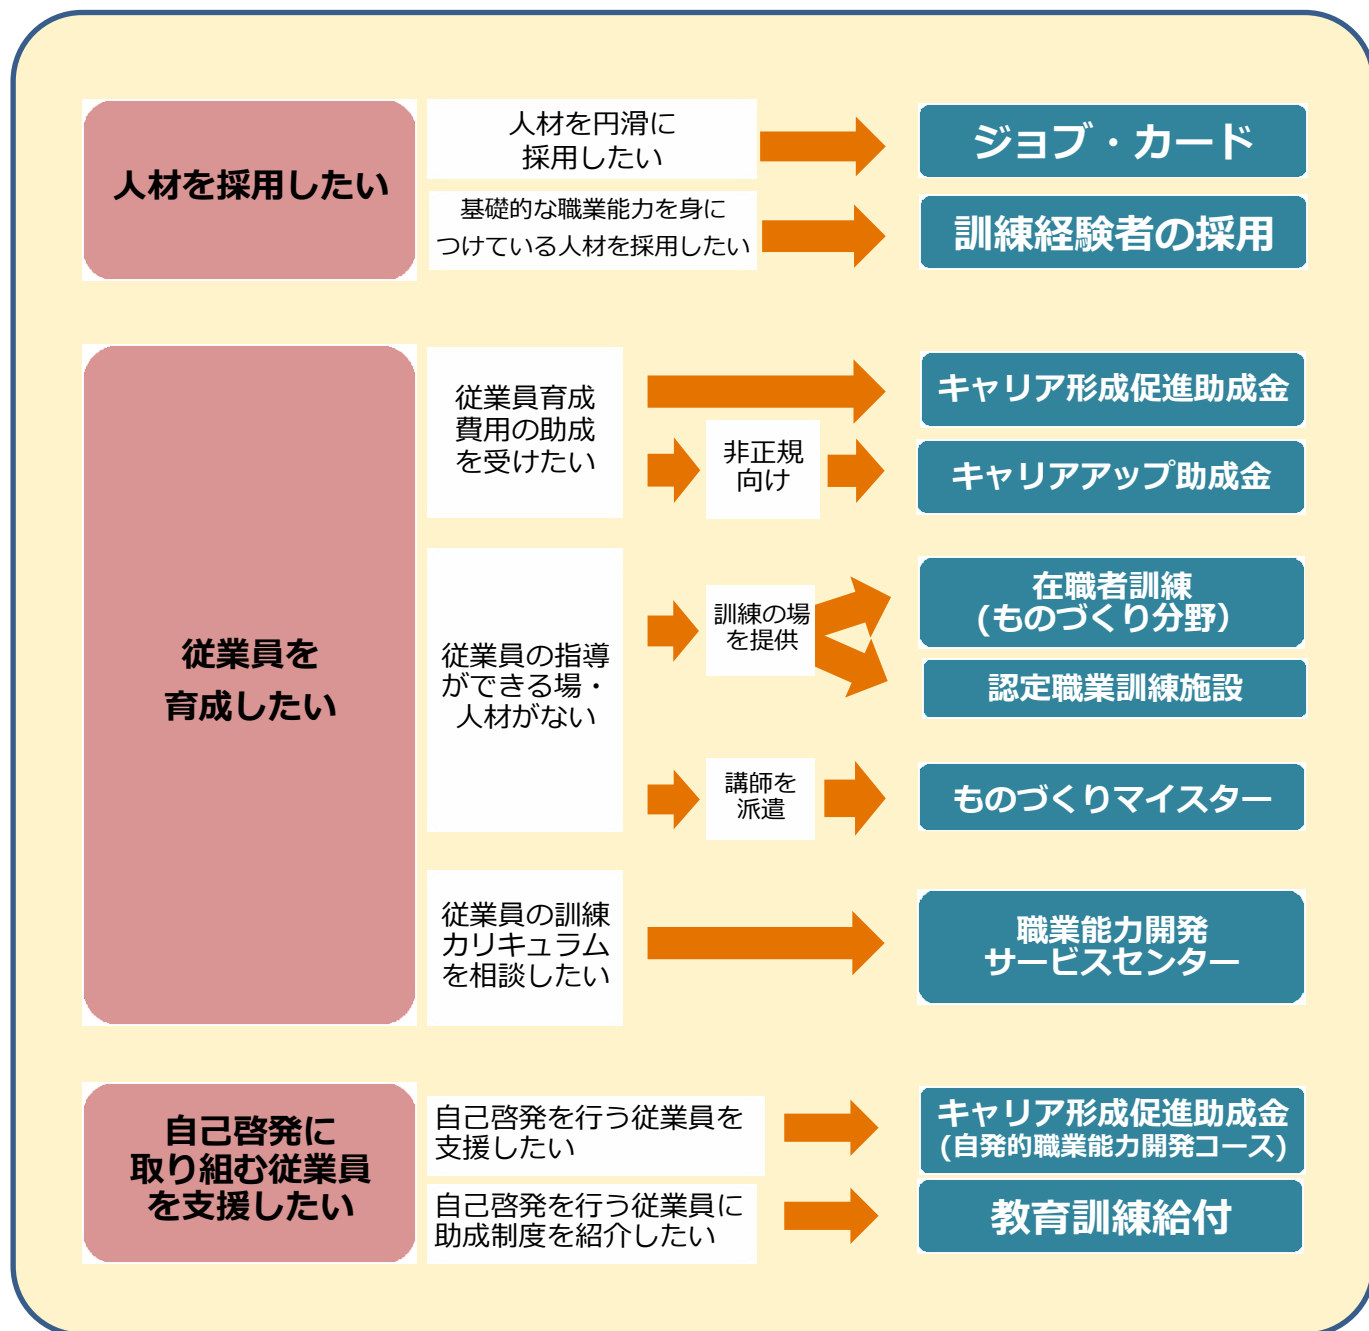 人材を採用したい
人材を円滑に
採用したい
ジョブ・カード
基礎的な職業能力を身に
つけている人材を採用したい
訓練経験者の採用
従業員を
育成したい
従業員育成
費用の助成
を受けたい
キャリア形成促進助成金
非正規
向け
キャリアアップ助成金
従業員の指導
ができる場・
人材がない
訓練の場
を提供
在職者訓練
(ものづくり分野）
認定職業訓練施設
講師を
派遣
ものづくりマイスター
従業員の訓練
カリキュラム
を相談したい
職業能力開発
サービスセンター
自己啓発に
取り組む従業員
を支援したい
自己啓発を行う従業員を
支援したい
キャリア形成促進助成金
(自発的職業能力開発コース)
自己啓発を行う従業員に
助成制度を紹介したい
教育訓練給付